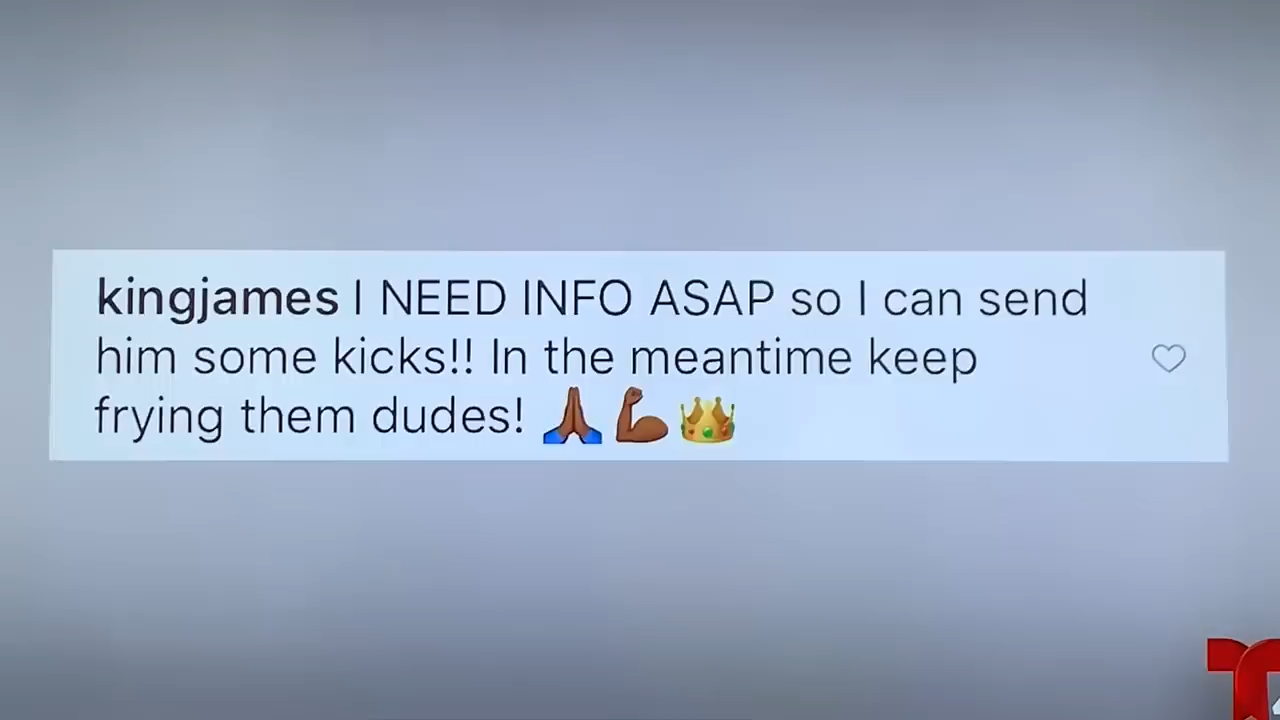 kingjames I NEED INFO ASAP so I can send
him some kicks!! In the meantime keep
frying them dudes! 🙏🏾💪🏾👑